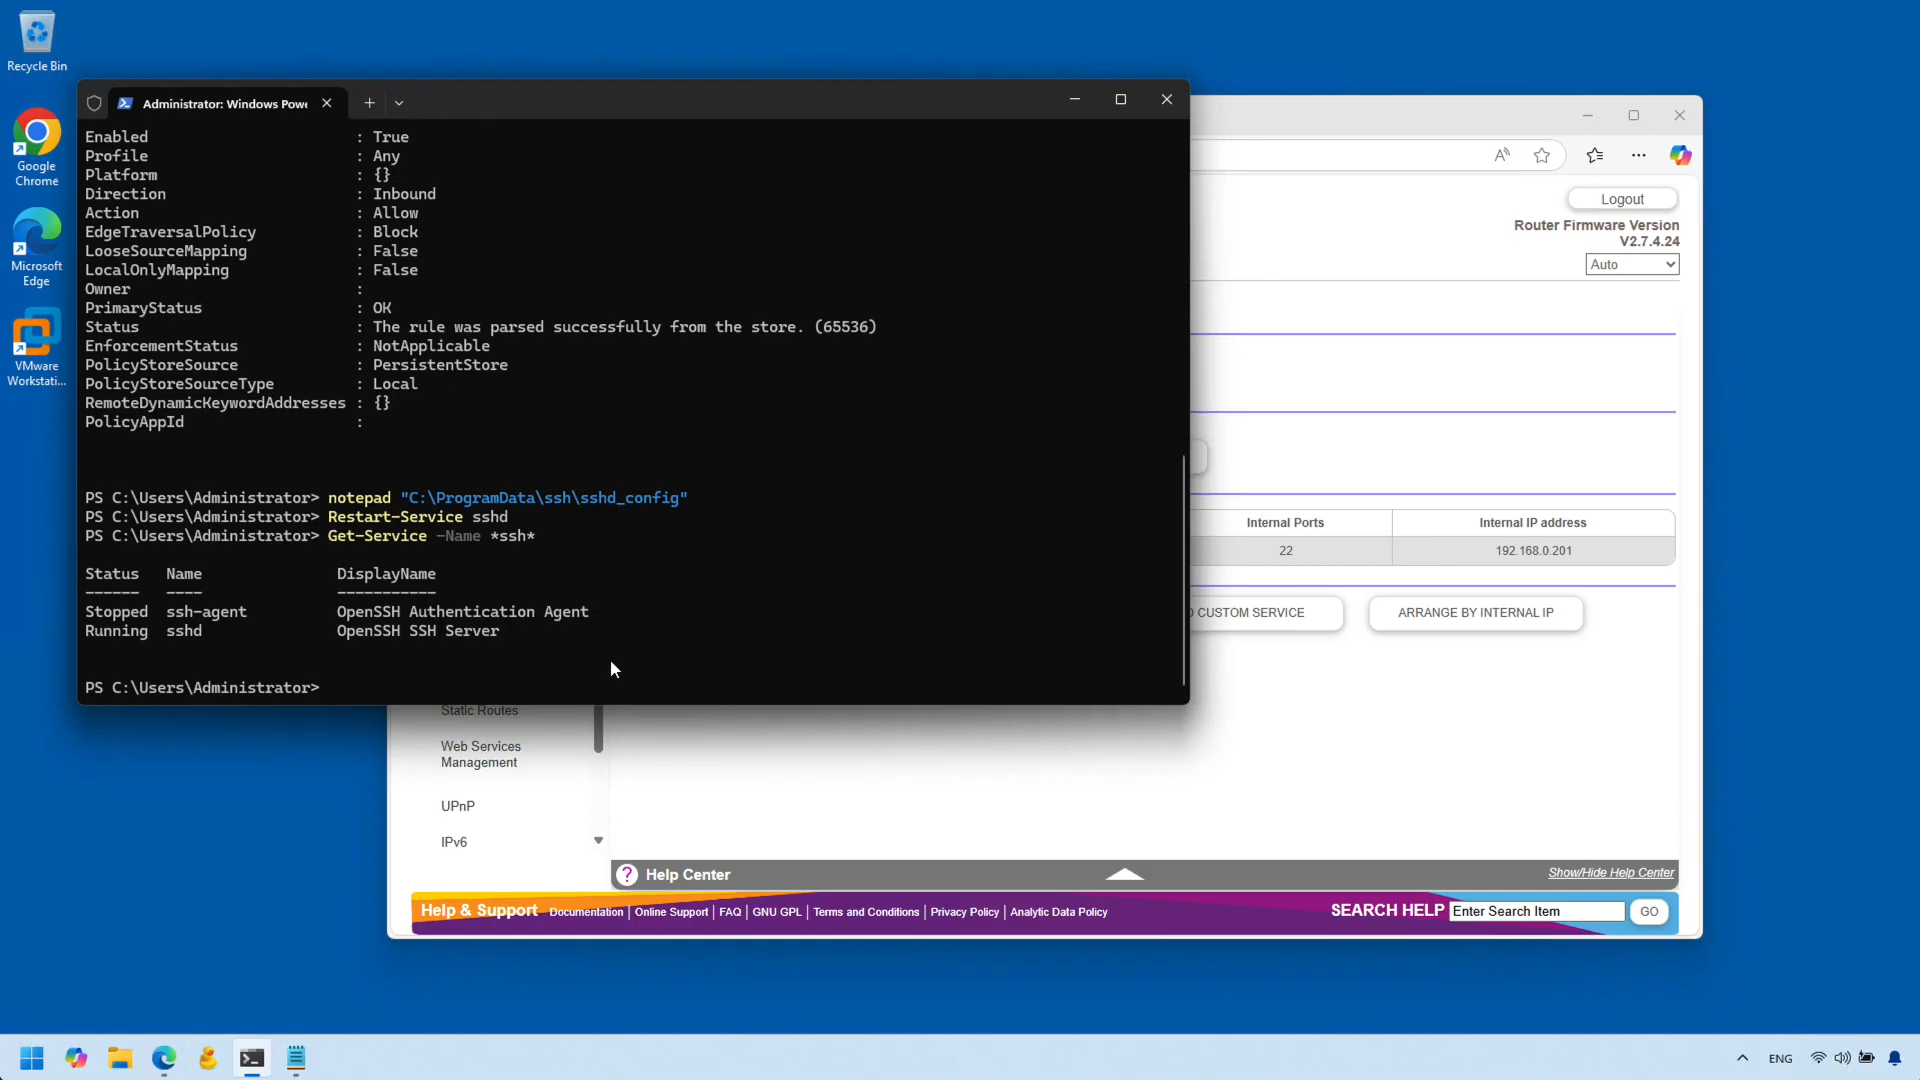 Recycle Bin
Google
Chrome
Microsoft
Edge
VMware
Workstati...
Administrator: Windows Powe
Enabled : True
Profile : Any
Platform : {}
Direction : Inbound
Action : Allow
EdgeTraversalPolicy : Block
LooseSourceMapping : False
LocalOnlyMapping : False
Owner :
PrimaryStatus : OK
Status : The rule was parsed successfully from the store. (65536)
EnforcementStatus : NotApplicable
PolicyStoreSource : PersistentStore
PolicyStoreSourceType : Local
RemoteDynamicKeywordAddresses : {}
PolicyAppId :
PS C:\Users\Administrator> notepad "C:\ProgramData\ssh\sshd_config"
PS C:\Users\Administrator> Restart-Service sshd
PS C:\Users\Administrator> Get-Service -Name *ssh*
Status Name DisplayName
------ ---- -----------
Stopped ssh-agent OpenSSH Authentication Agent
Running sshd OpenSSH SSH Server
PS C:\Users\Administrator>
Logout
Router Firmware Version
V2.7.4.24
Auto
Internal Ports Internal IP address
22 192.168.0.201
CUSTOM SERVICE ARRANGE BY INTERNAL IP
Static Routes
Web Services
Management
UPnP
IPv6
? Help Center Show/Hide Help Center
Help & Support Documentation | Online Support | FAQ | GNU GPL | Terms and Conditions | Privacy Policy | Analytic Data Policy SEARCH HELP Enter Search Item GO
ENG